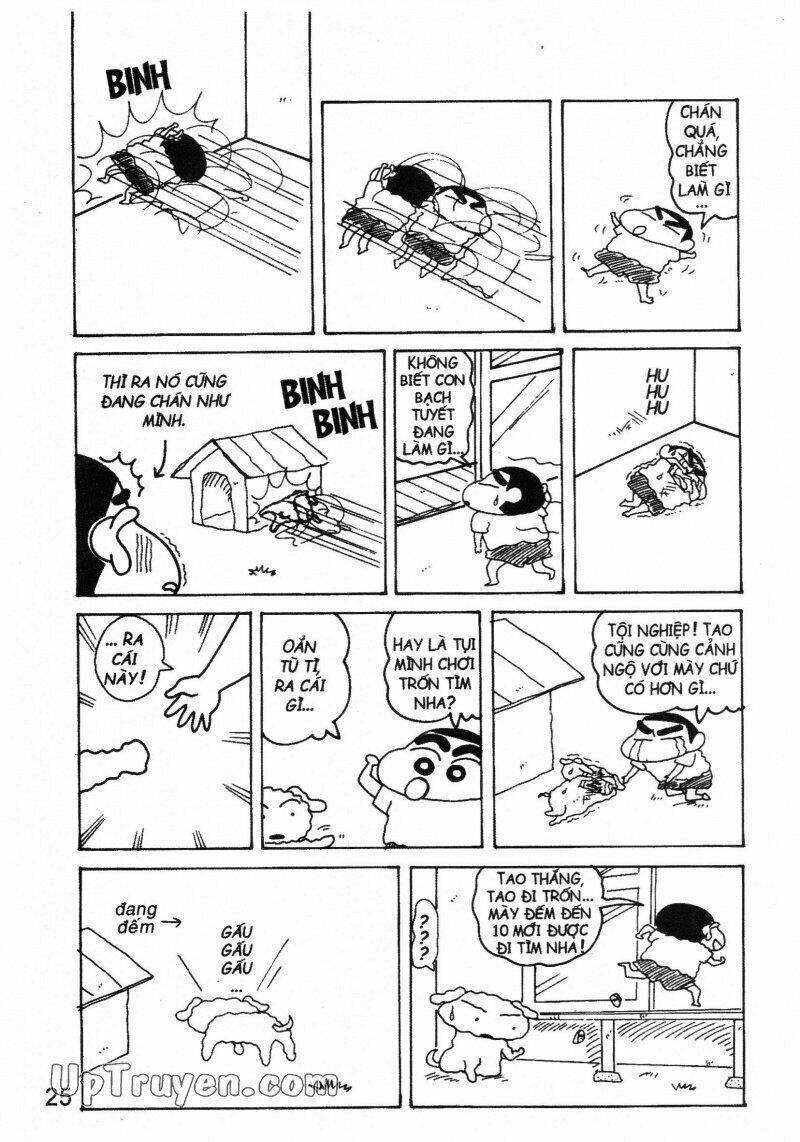 CHÁN
QUÁ,
CHẲNG
BIẾT
LÀM GÌ
...
BINH
HU
HU
HU
KHÔNG
BIẾT CON
BẠCH
TUYẾT
ĐANG
LÀM GÌ...
BINH
BINH
THÌ RA NÓ CŨNG
ĐANG CHÁN NHƯ
MÌNH.
TỘI NGHIỆP! TAO
CŨNG CÙNG CẢNH
NGỘ VỚI MÀY CHỨ
CÓ HƠN GÌ...
HAY LÀ TỤI
MÌNH CHƠI
TRỐN TÌM
NHA?
OẲN
TÙ TÌ,
RA CÁI
GÌ...
... RA
CÁI
NÀY!
TAO THẮNG,
TAO ĐI TRỐN...
MÀY ĐẾM ĐẾN
10 MỚI ĐƯỢC
ĐI TÌM NHA!
?
?
?
đang
đếm
GẤU
GẤU
GẤU
...
25
UpTruyen.com